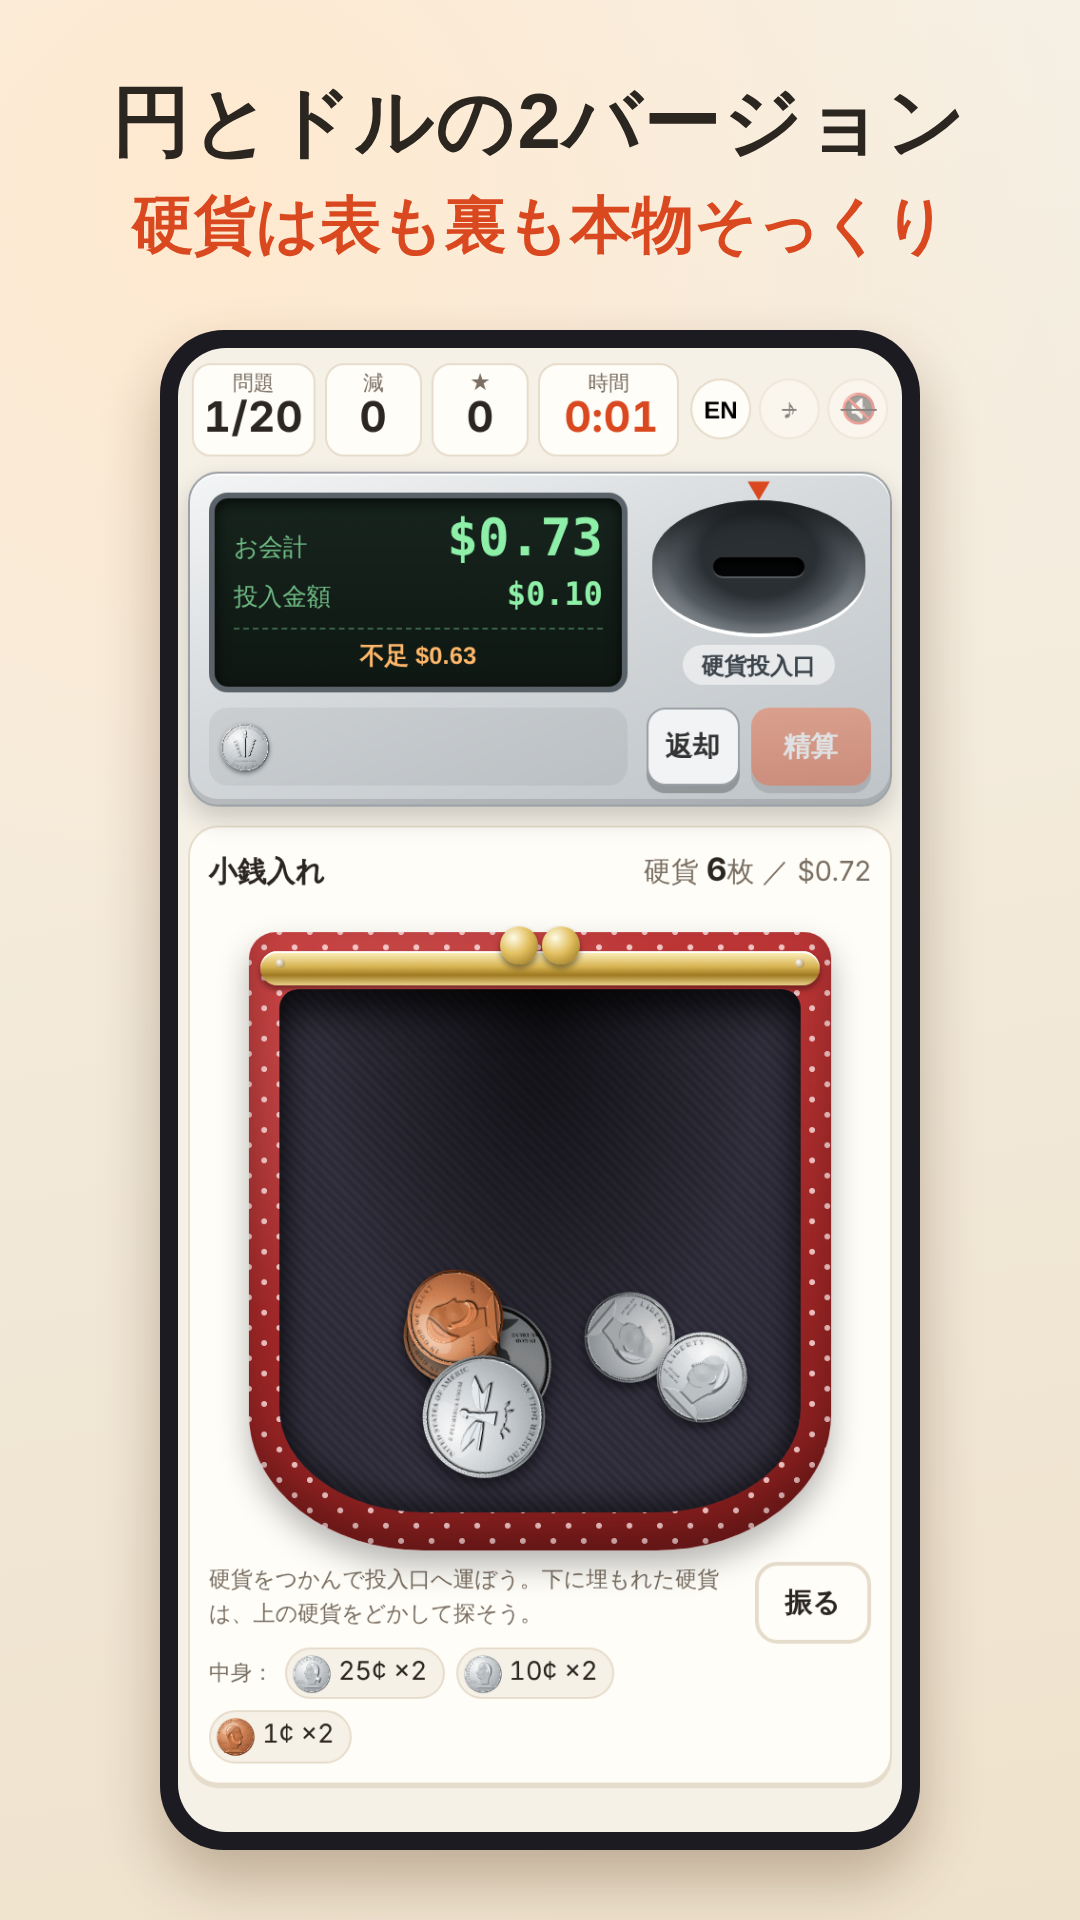 円とドルの2バージョン
硬貨は表も裏も本物そっくり
問題 減 ★ 時間
1/20 0 0 0:01 EN
お会計 $0.73
投入金額 $0.10
不足 $0.63
硬貨投入口
返却 精算
小銭入れ 硬貨 6枚 ／ $0.72
LIBERTY
LIBERTY
QUARTER DOLLAR
硬貨をつかんで投入口へ運ぼう。下に埋もれた硬貨
は、上の硬貨をどかして探そう。
振る
中身： 25¢ ×2 10¢ ×2
1¢ ×2